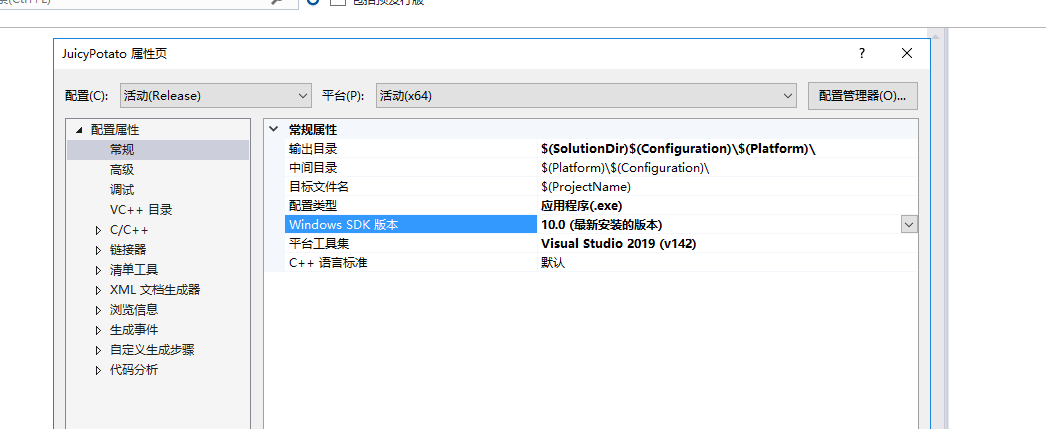 包括预发行版
JuicyPotato 属性页
配置(C): 活动(Release) 平台(P): 活动(x64) 配置管理器(O)...
配置属性
常规
高级
调试
VC++ 目录
C/C++
链接器
清单工具
XML 文档生成器
浏览信息
生成事件
自定义生成步骤
代码分析
常规属性
输出目录 $(SolutionDir)$(Configuration)\$(Platform)\
中间目录 $(Platform)\$(Configuration)\
目标文件名 $(ProjectName)
配置类型 应用程序(.exe)
Windows SDK 版本 10.0 (最新安装的版本)
平台工具集 Visual Studio 2019 (v142)
C++ 语言标准 默认